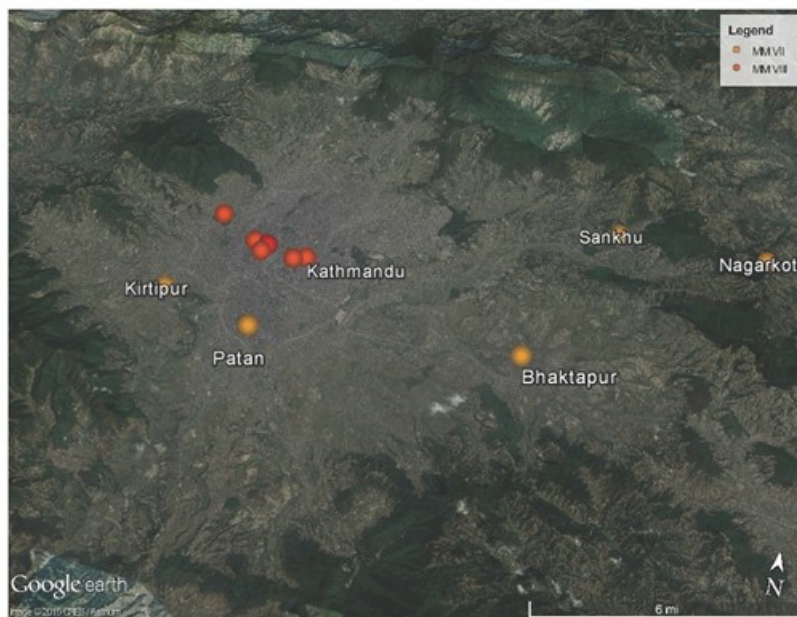 Legend
MM VII
MM VIII
Sankhu
Nagarkot
Kathmandu
Kirtipur
Patan
Bhaktapur
Google earth
N
6 mi